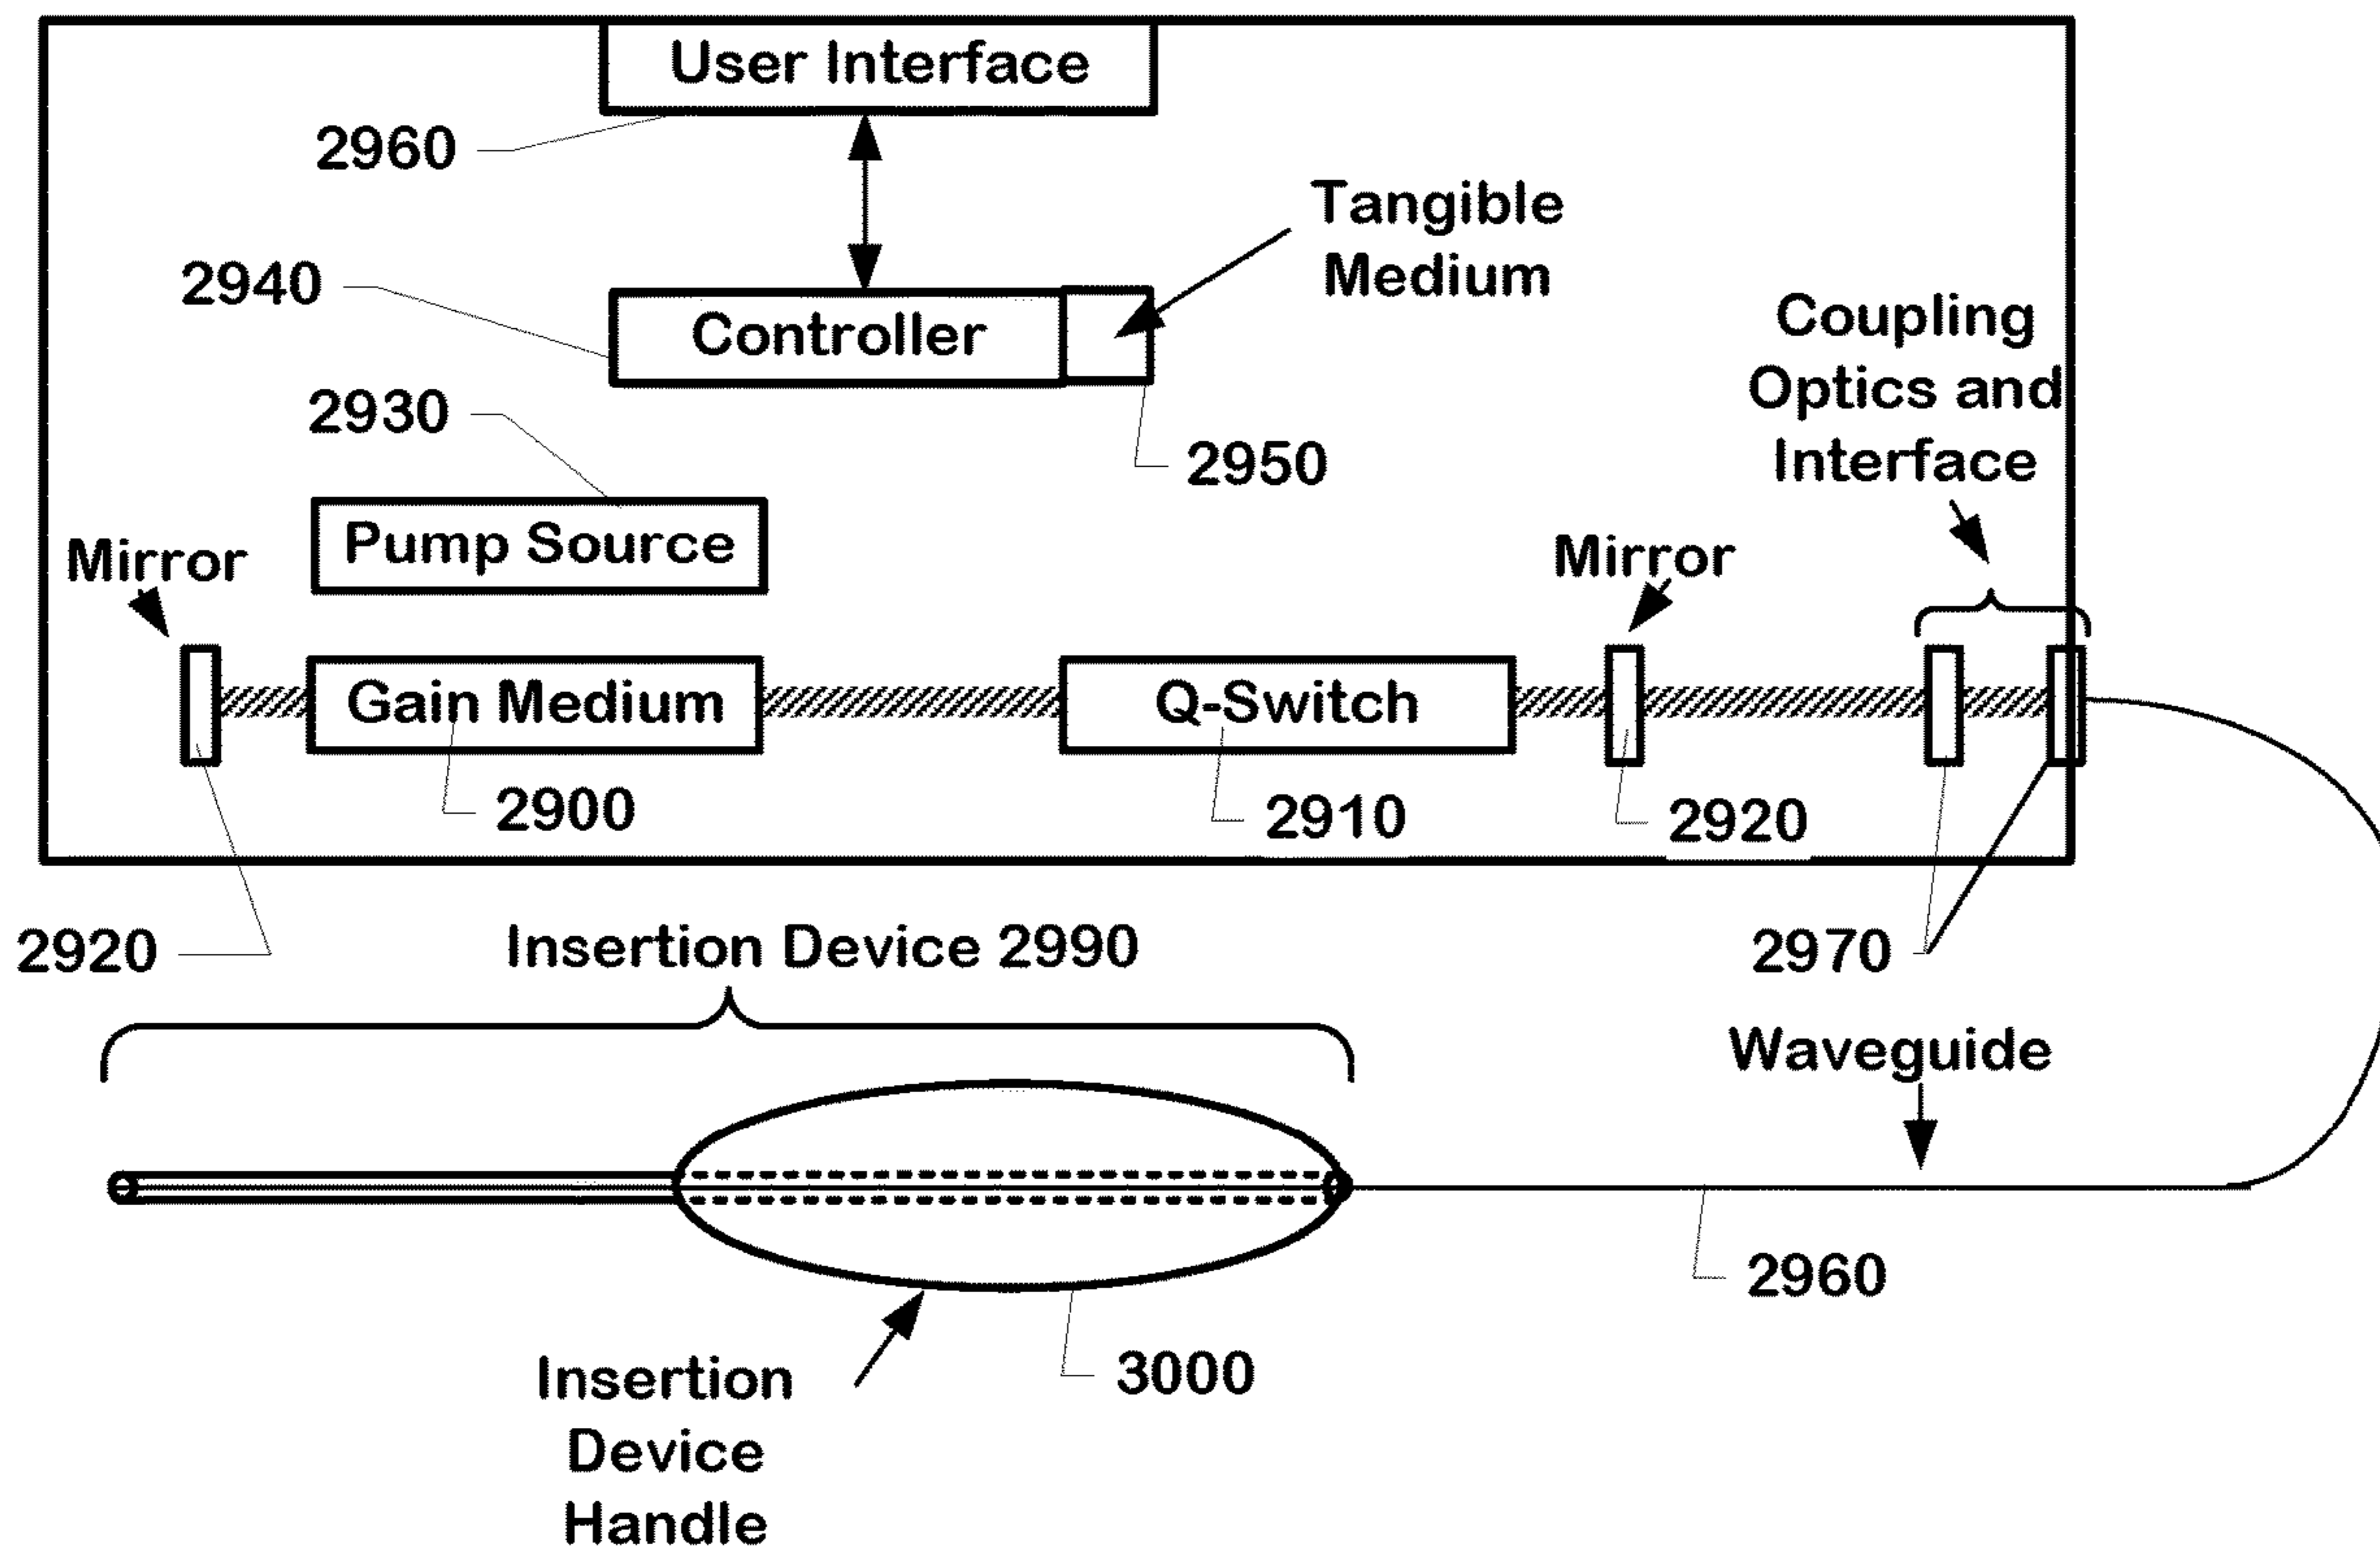 User Interface
2960
Tangible
Medium
2940
Controller
Coupling
Optics and
Interface
2930
2950
Pump Source
Mirror
Mirror
Gain Medium
Q-Switch
2900
2910
2920
2920
Insertion Device 2990
2970
Waveguide
2960
3000
Insertion
Device
Handle